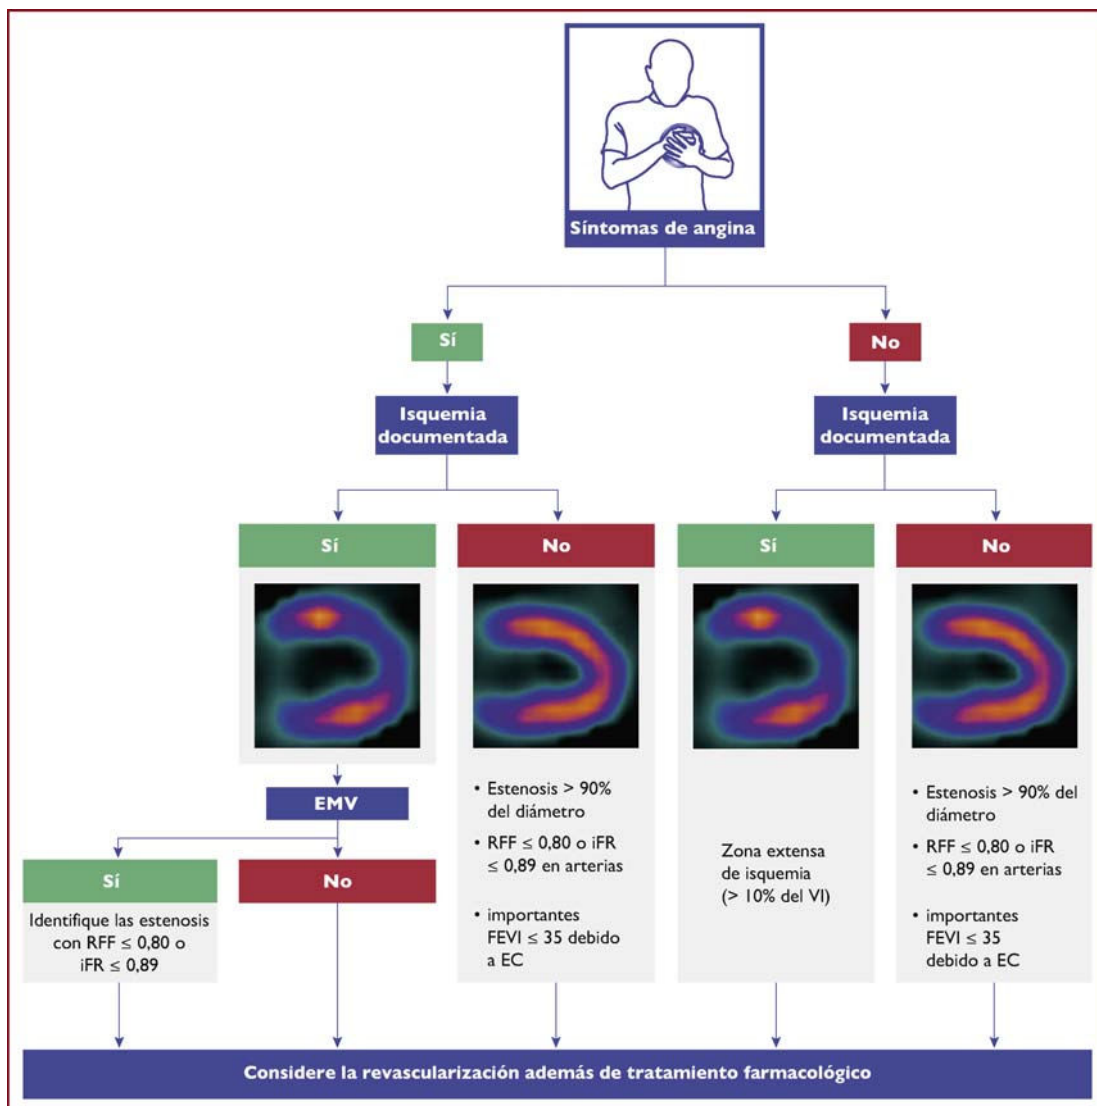 Síntomas de angina
Sí
No
Isquemia
documentada
Isquemia
documentada
Sí
No
Sí
No
EMV
Sí
Identifique las estenosis
con RFF ≤ 0,80 o
iFR ≤ 0,89
No
• Estenosis > 90%
del diámetro
• RFF ≤ 0,80 o iFR
≤ 0,89 en arterias
• importantes
FEVI ≤ 35 debido
a EC
Zona extensa
de isquemia
(> 10% del VI)
• Estenosis > 90% del
diámetro
• RFF ≤ 0,80 o iFR
≤ 0,89 en arterias
• importantes
FEVI ≤ 35
debido a EC
Considere la revascularización además de tratamiento farmacológico